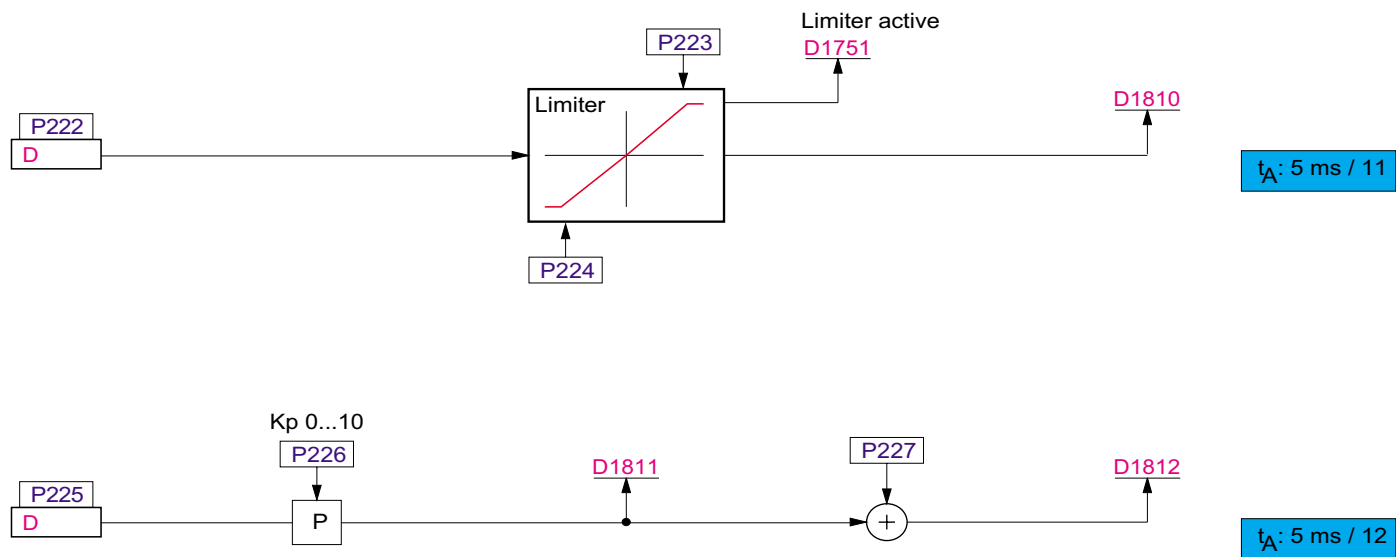 Limiter active
P223
D1751
Limiter
D1810
P222
D
tA: 5 ms / 11
P224
Kp 0...10
P226
D1811
P227
D1812
P225
D
P
+
tA: 5 ms / 12